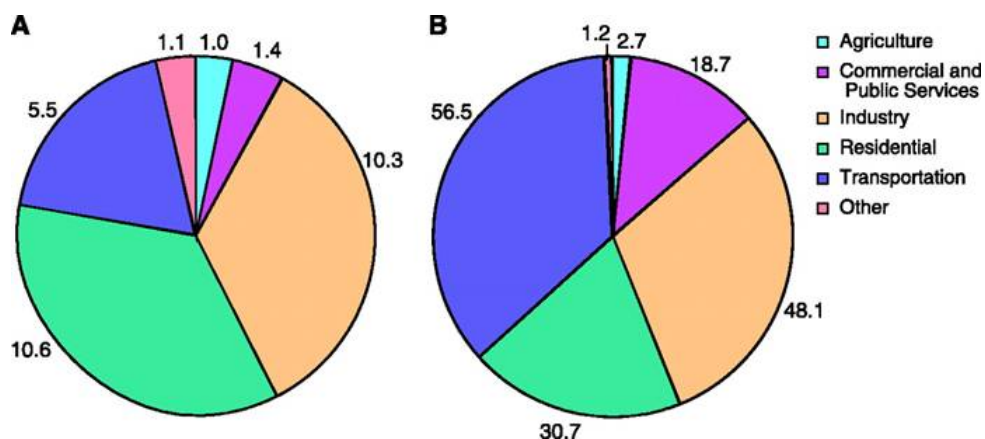 A
1.1
1.0
1.4
5.5
10.3
10.6
B
1.2
2.7
18.7
56.5
48.1
30.7
Agriculture
Commercial and
Public Services
Industry
Residential
Transportation
Other